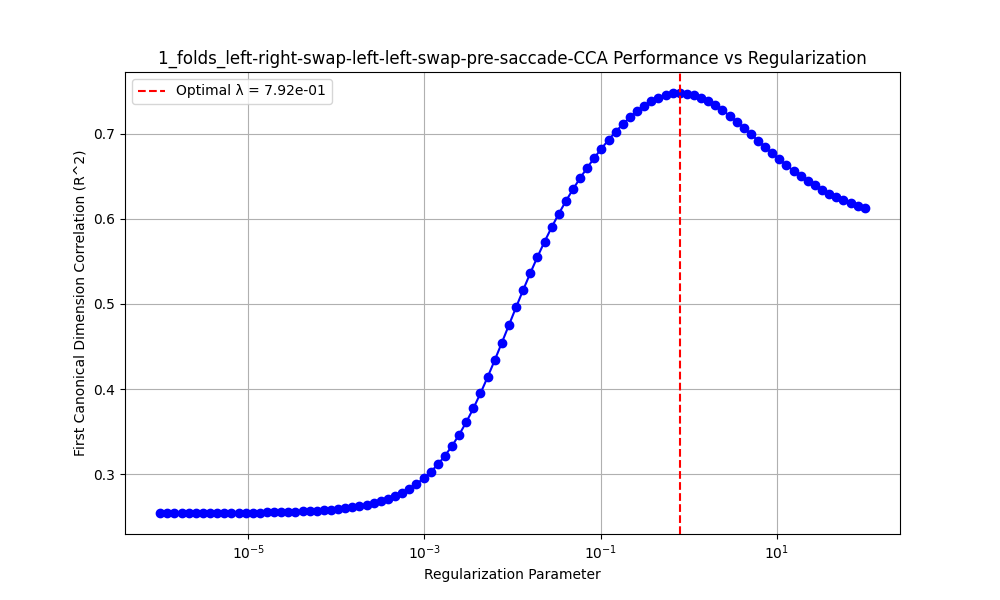 1_folds_left-right-swap-left-left-swap-pre-saccade-CCA Performance vs Regularization
Optimal λ = 7.92e-01
First Canonical Dimension Correlation (R^2)
0.7
0.6
0.5
0.4
0.3
10⁻⁵
10⁻³
10⁻¹
10¹
Regularization Parameter